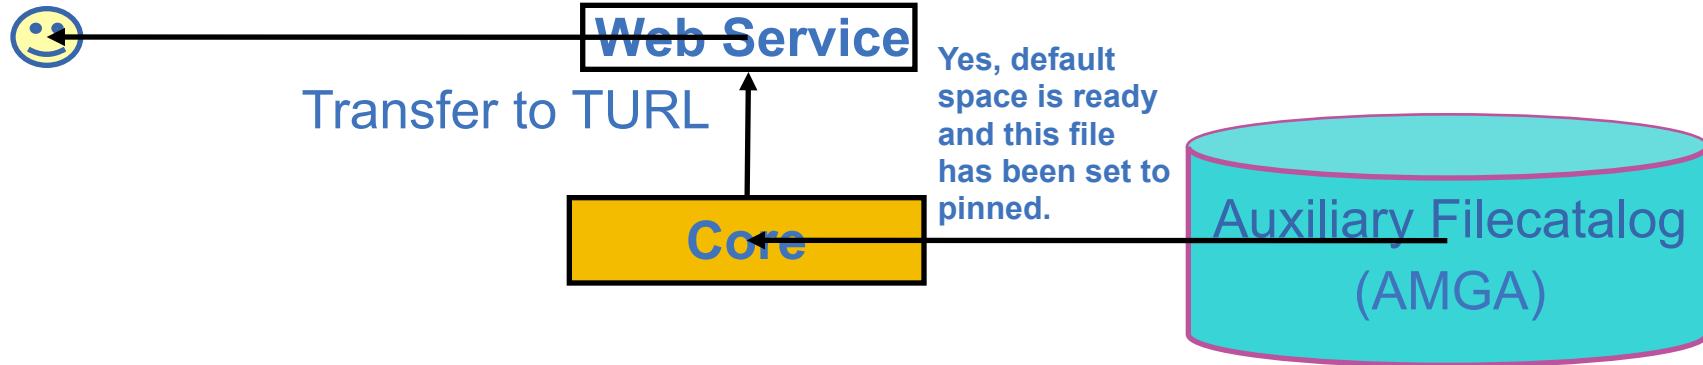 Web Service
Transfer to TURL
Yes, default
space is ready
and this file
has been set to
pinned.
Core
Auxiliary Filecatalog
(AMGA)